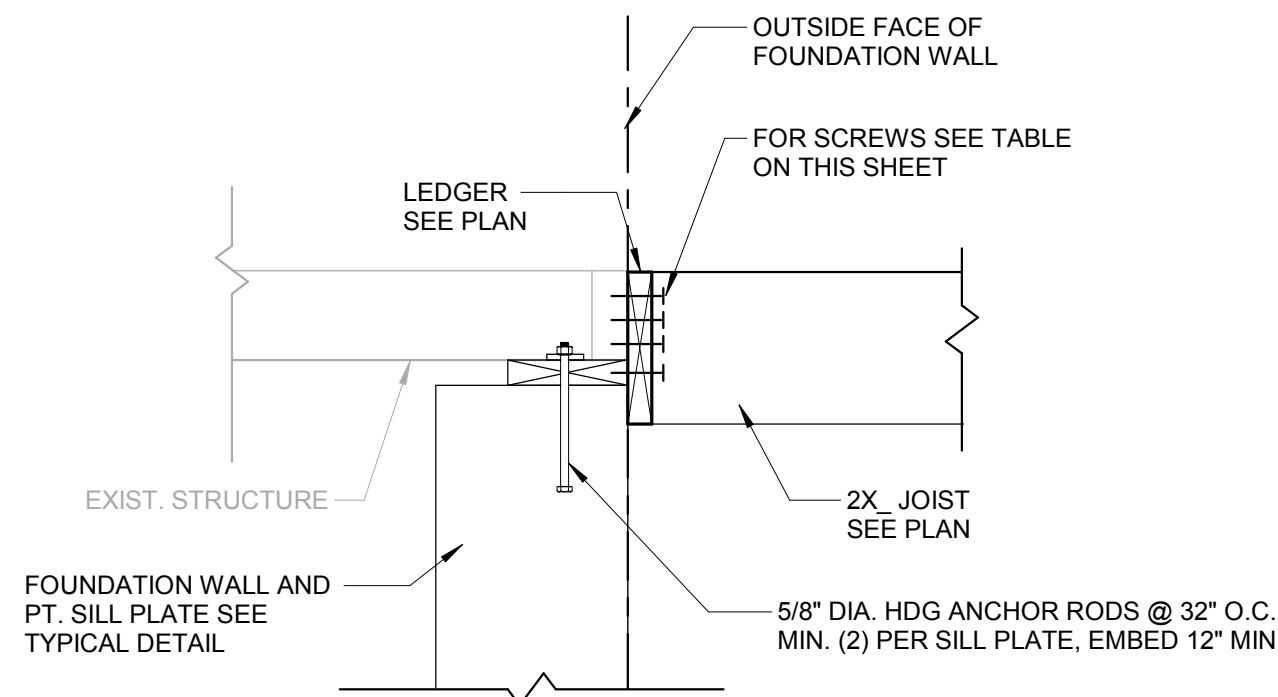 OUTSIDE FACE OF
FOUNDATION WALL
FOR SCREWS SEE TABLE
ON THIS SHEET
LEDGER
SEE PLAN
EXIST. STRUCTURE
2X_ JOIST
SEE PLAN
FOUNDATION WALL AND
PT. SILL PLATE SEE
TYPICAL DETAIL
5/8" DIA. HDG ANCHOR RODS @ 32" O.C.
MIN. (2) PER SILL PLATE, EMBED 12" MIN